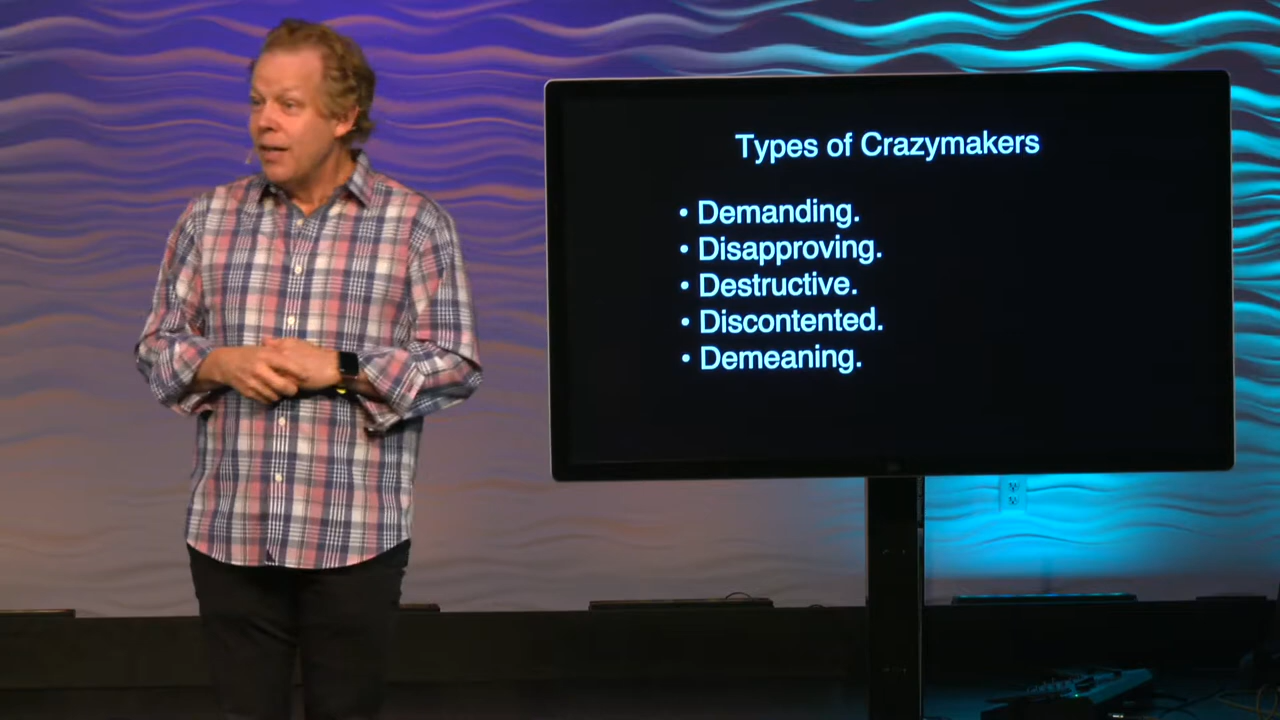 Types of Crazymakers
• Demanding.
• Disapproving.
• Destructive.
• Discontented.
• Demeaning.